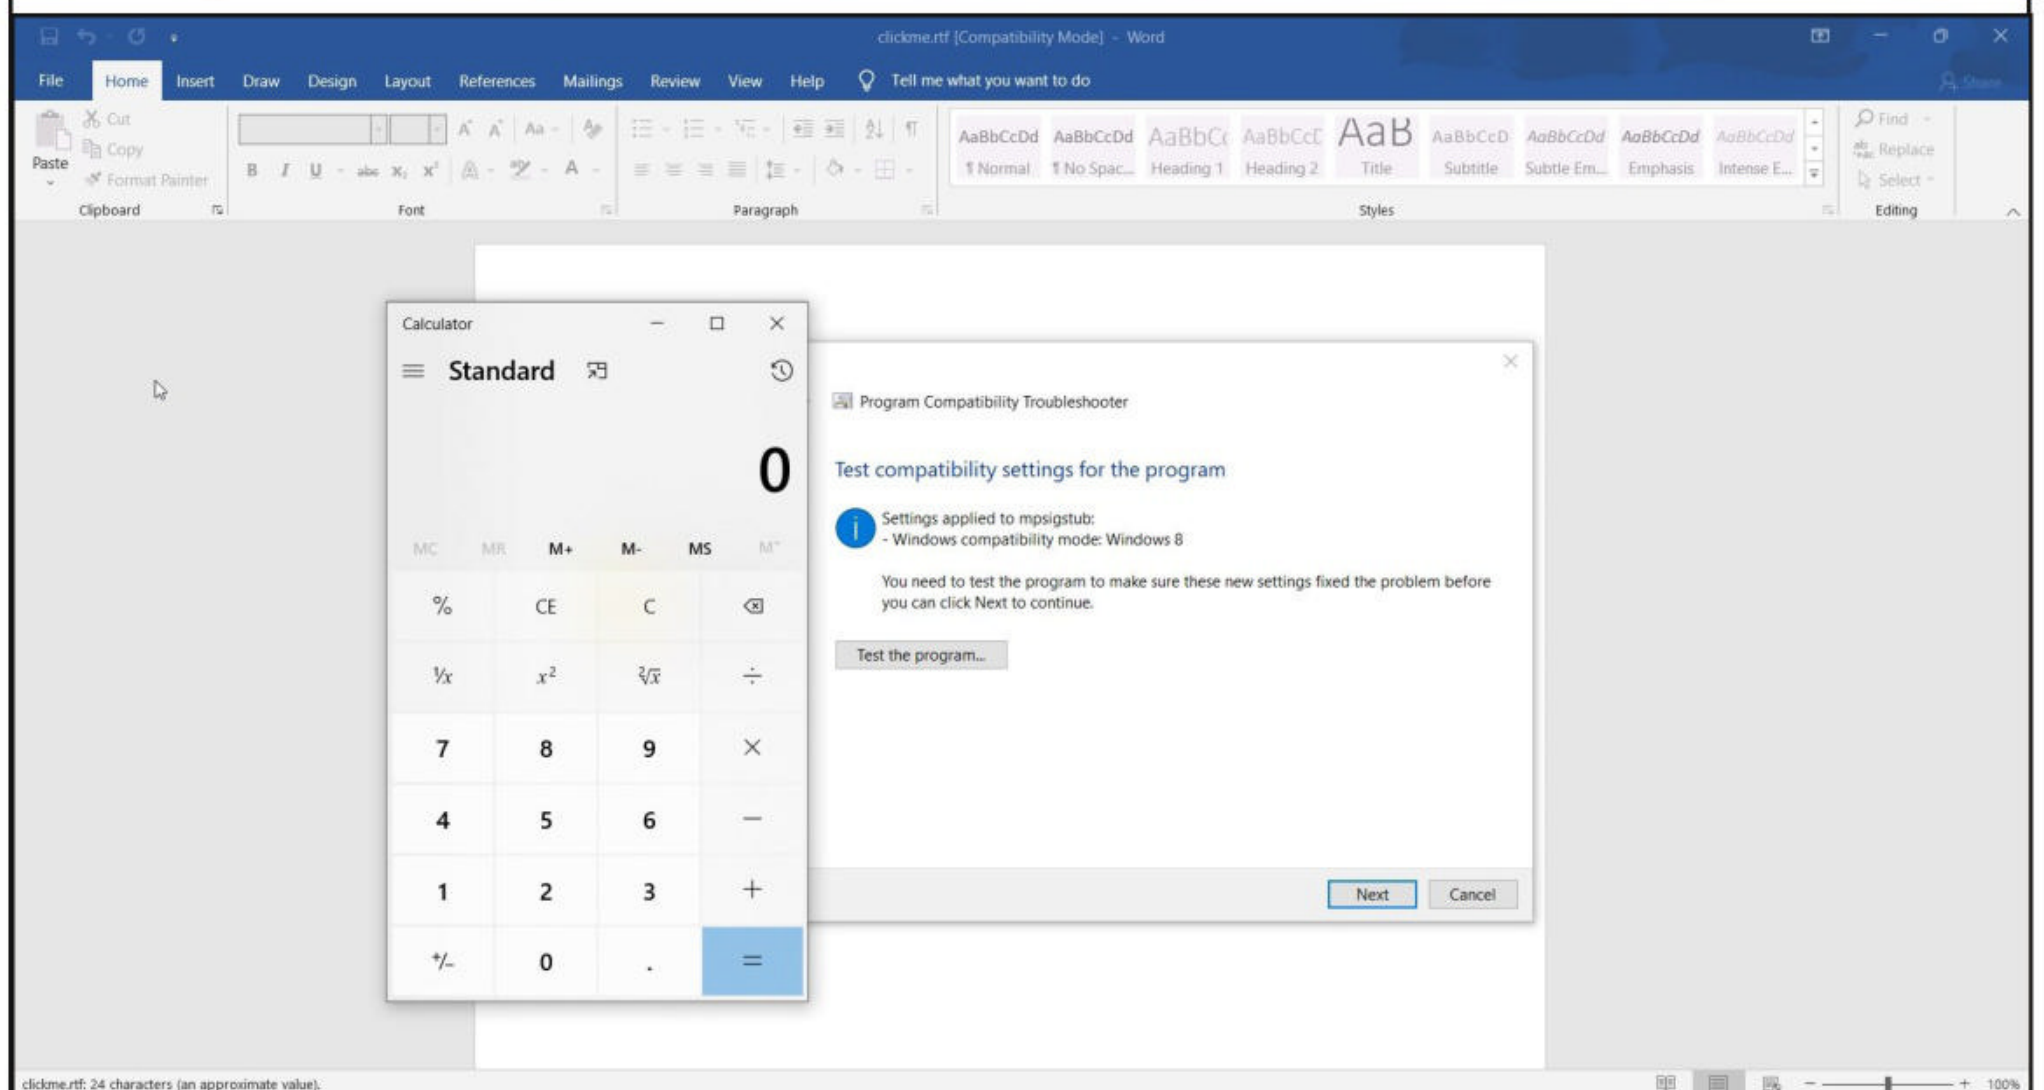 clickme.rtf [Compatibility Mode] - Word
File Home Insert Draw Design Layout References Mailings Review View Help Tell me what you want to do Share
Paste
Cut
Copy
Format Painter
Clipboard
B I U abc x₂ x² A
A A Aa
Font
Paragraph
AaBbCcDd AaBbCcDd AaBbCc AaBbCcC AaB AaBbCcD AaBbCcDd AaBbCcDd AaBbCcDd
¶ Normal ¶ No Spac... Heading 1 Heading 2 Title Subtitle Subtle Em... Emphasis Intense E...
Styles
Find
Replace
Select
Editing
Calculator
Standard
0
MC MR M+ M- MS M˅
% CE C
¹/x x² ²√x ÷
7 8 9 ×
4 5 6 −
1 2 3 +
+/− 0 . =
Program Compatibility Troubleshooter
Test compatibility settings for the program
Settings applied to mpsigstub:
- Windows compatibility mode: Windows 8
You need to test the program to make sure these new settings fixed the problem before
you can click Next to continue.
Test the program...
Next Cancel
clickme.rtf: 24 characters (an approximate value).
100%